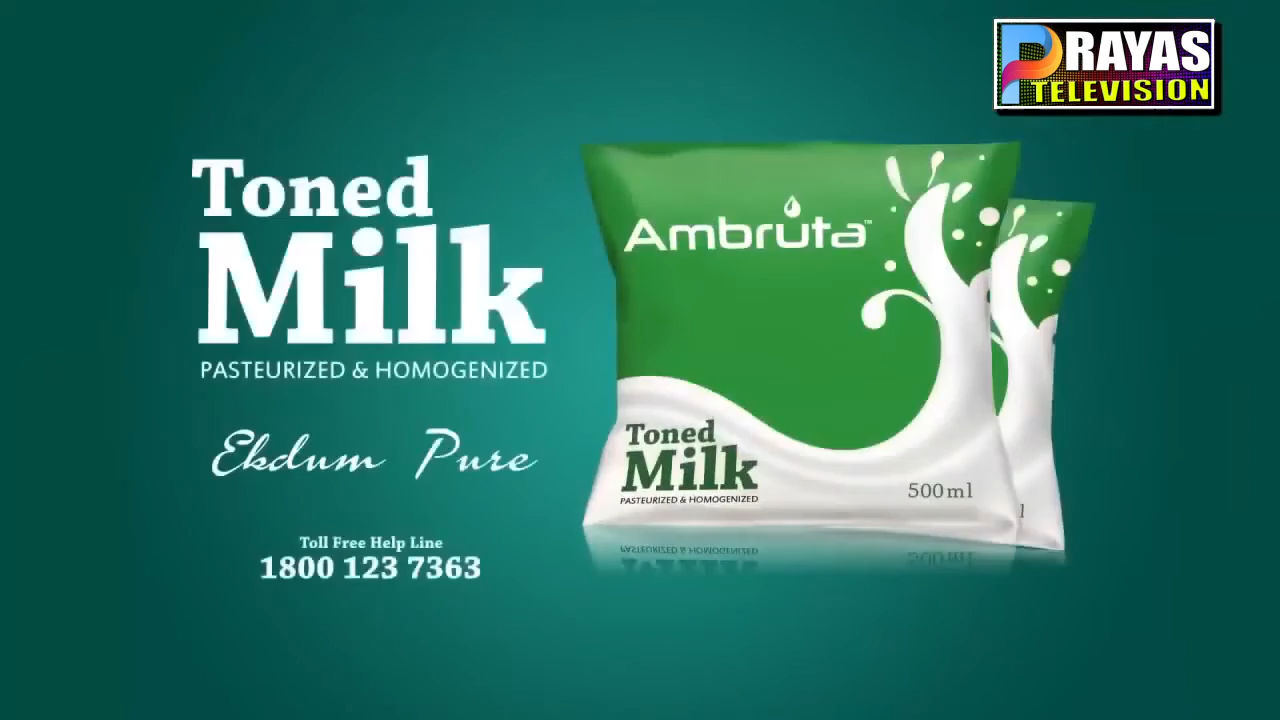 PRAYAS
TELEVISION
Toned
Milk
PASTEURIZED & HOMOGENIZED
Ekdum Pure
Toll Free Help Line
1800 123 7363
Ambruta™
Toned
Milk
PASTEURIZED & HOMOGENIZED
500ml
l